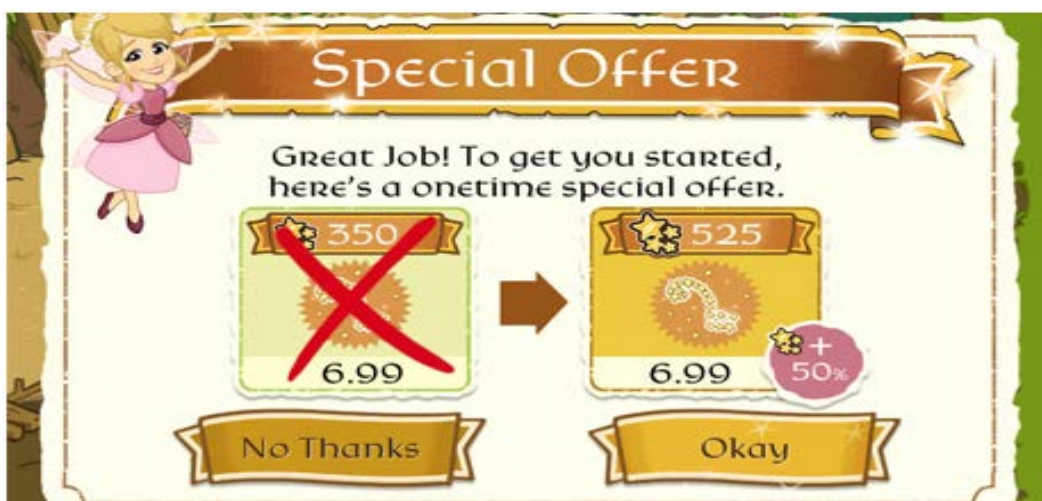 Special Offer
Great Job! To get you started,
here's a onetime special offer.
350
525
6.99
6.99
+
50%
No Thanks
Okay